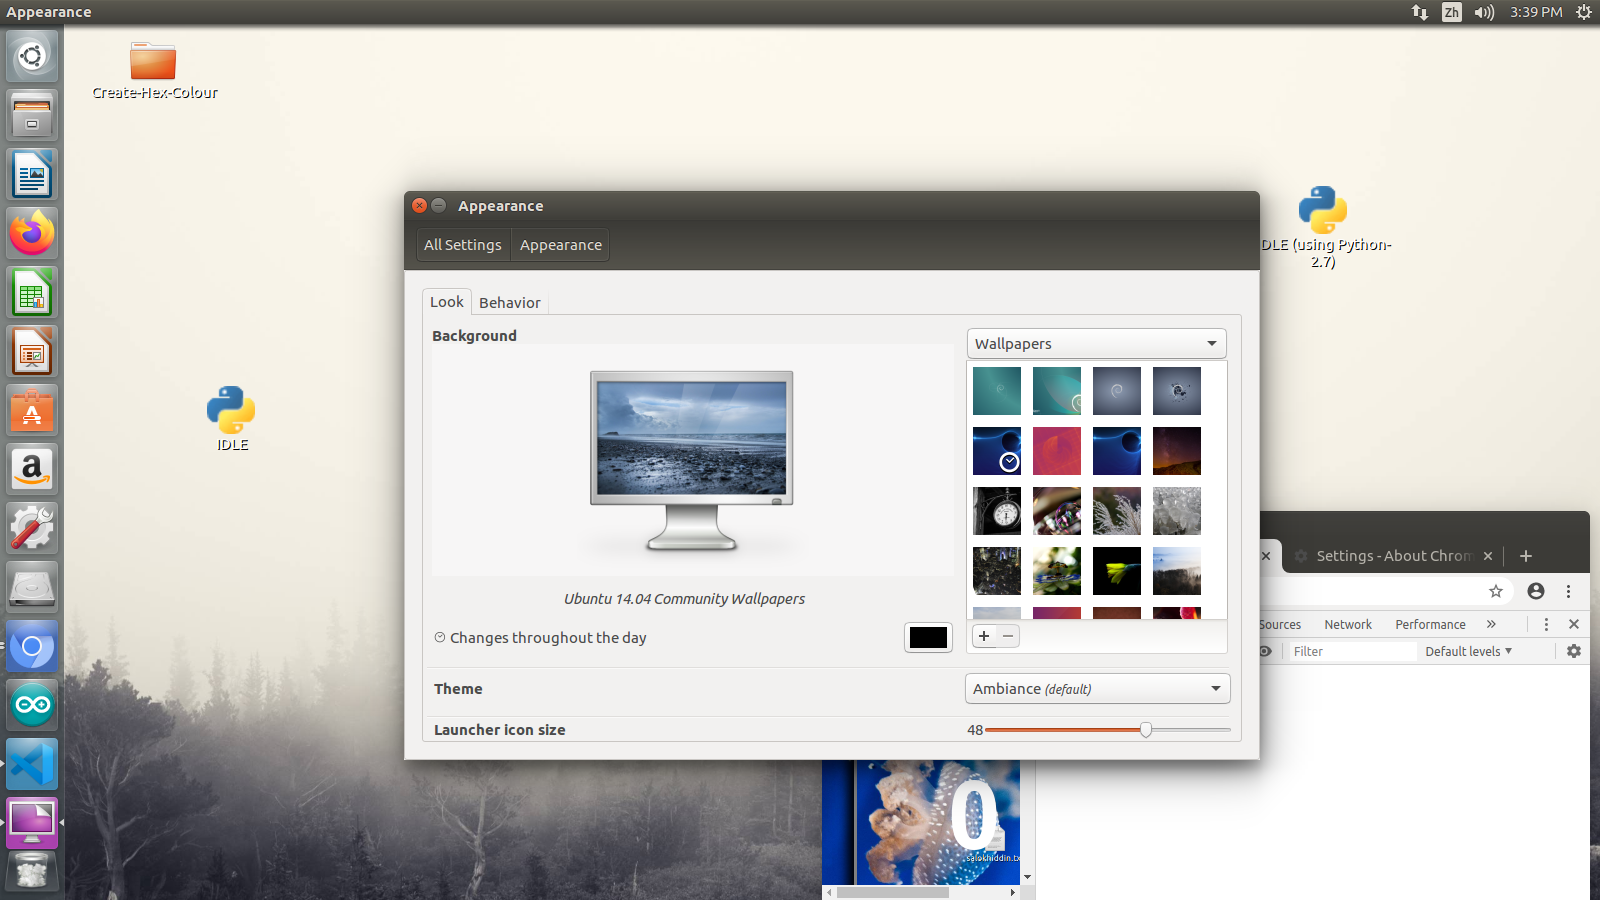 Appearance
Zh
3:39 PM
Create-Hex-Colour
IDLE
DLE (using Python-
2.7)
Appearance
All Settings
Appearance
Look
Behavior
Background
Wallpapers
Ubuntu 14.04 Community Wallpapers
Changes throughout the day
Theme
Ambiance (default)
Launcher icon size
48
Settings - About Chrom
Sources
Network
Performance
Filter
Default levels
0
salokhiddin.tx